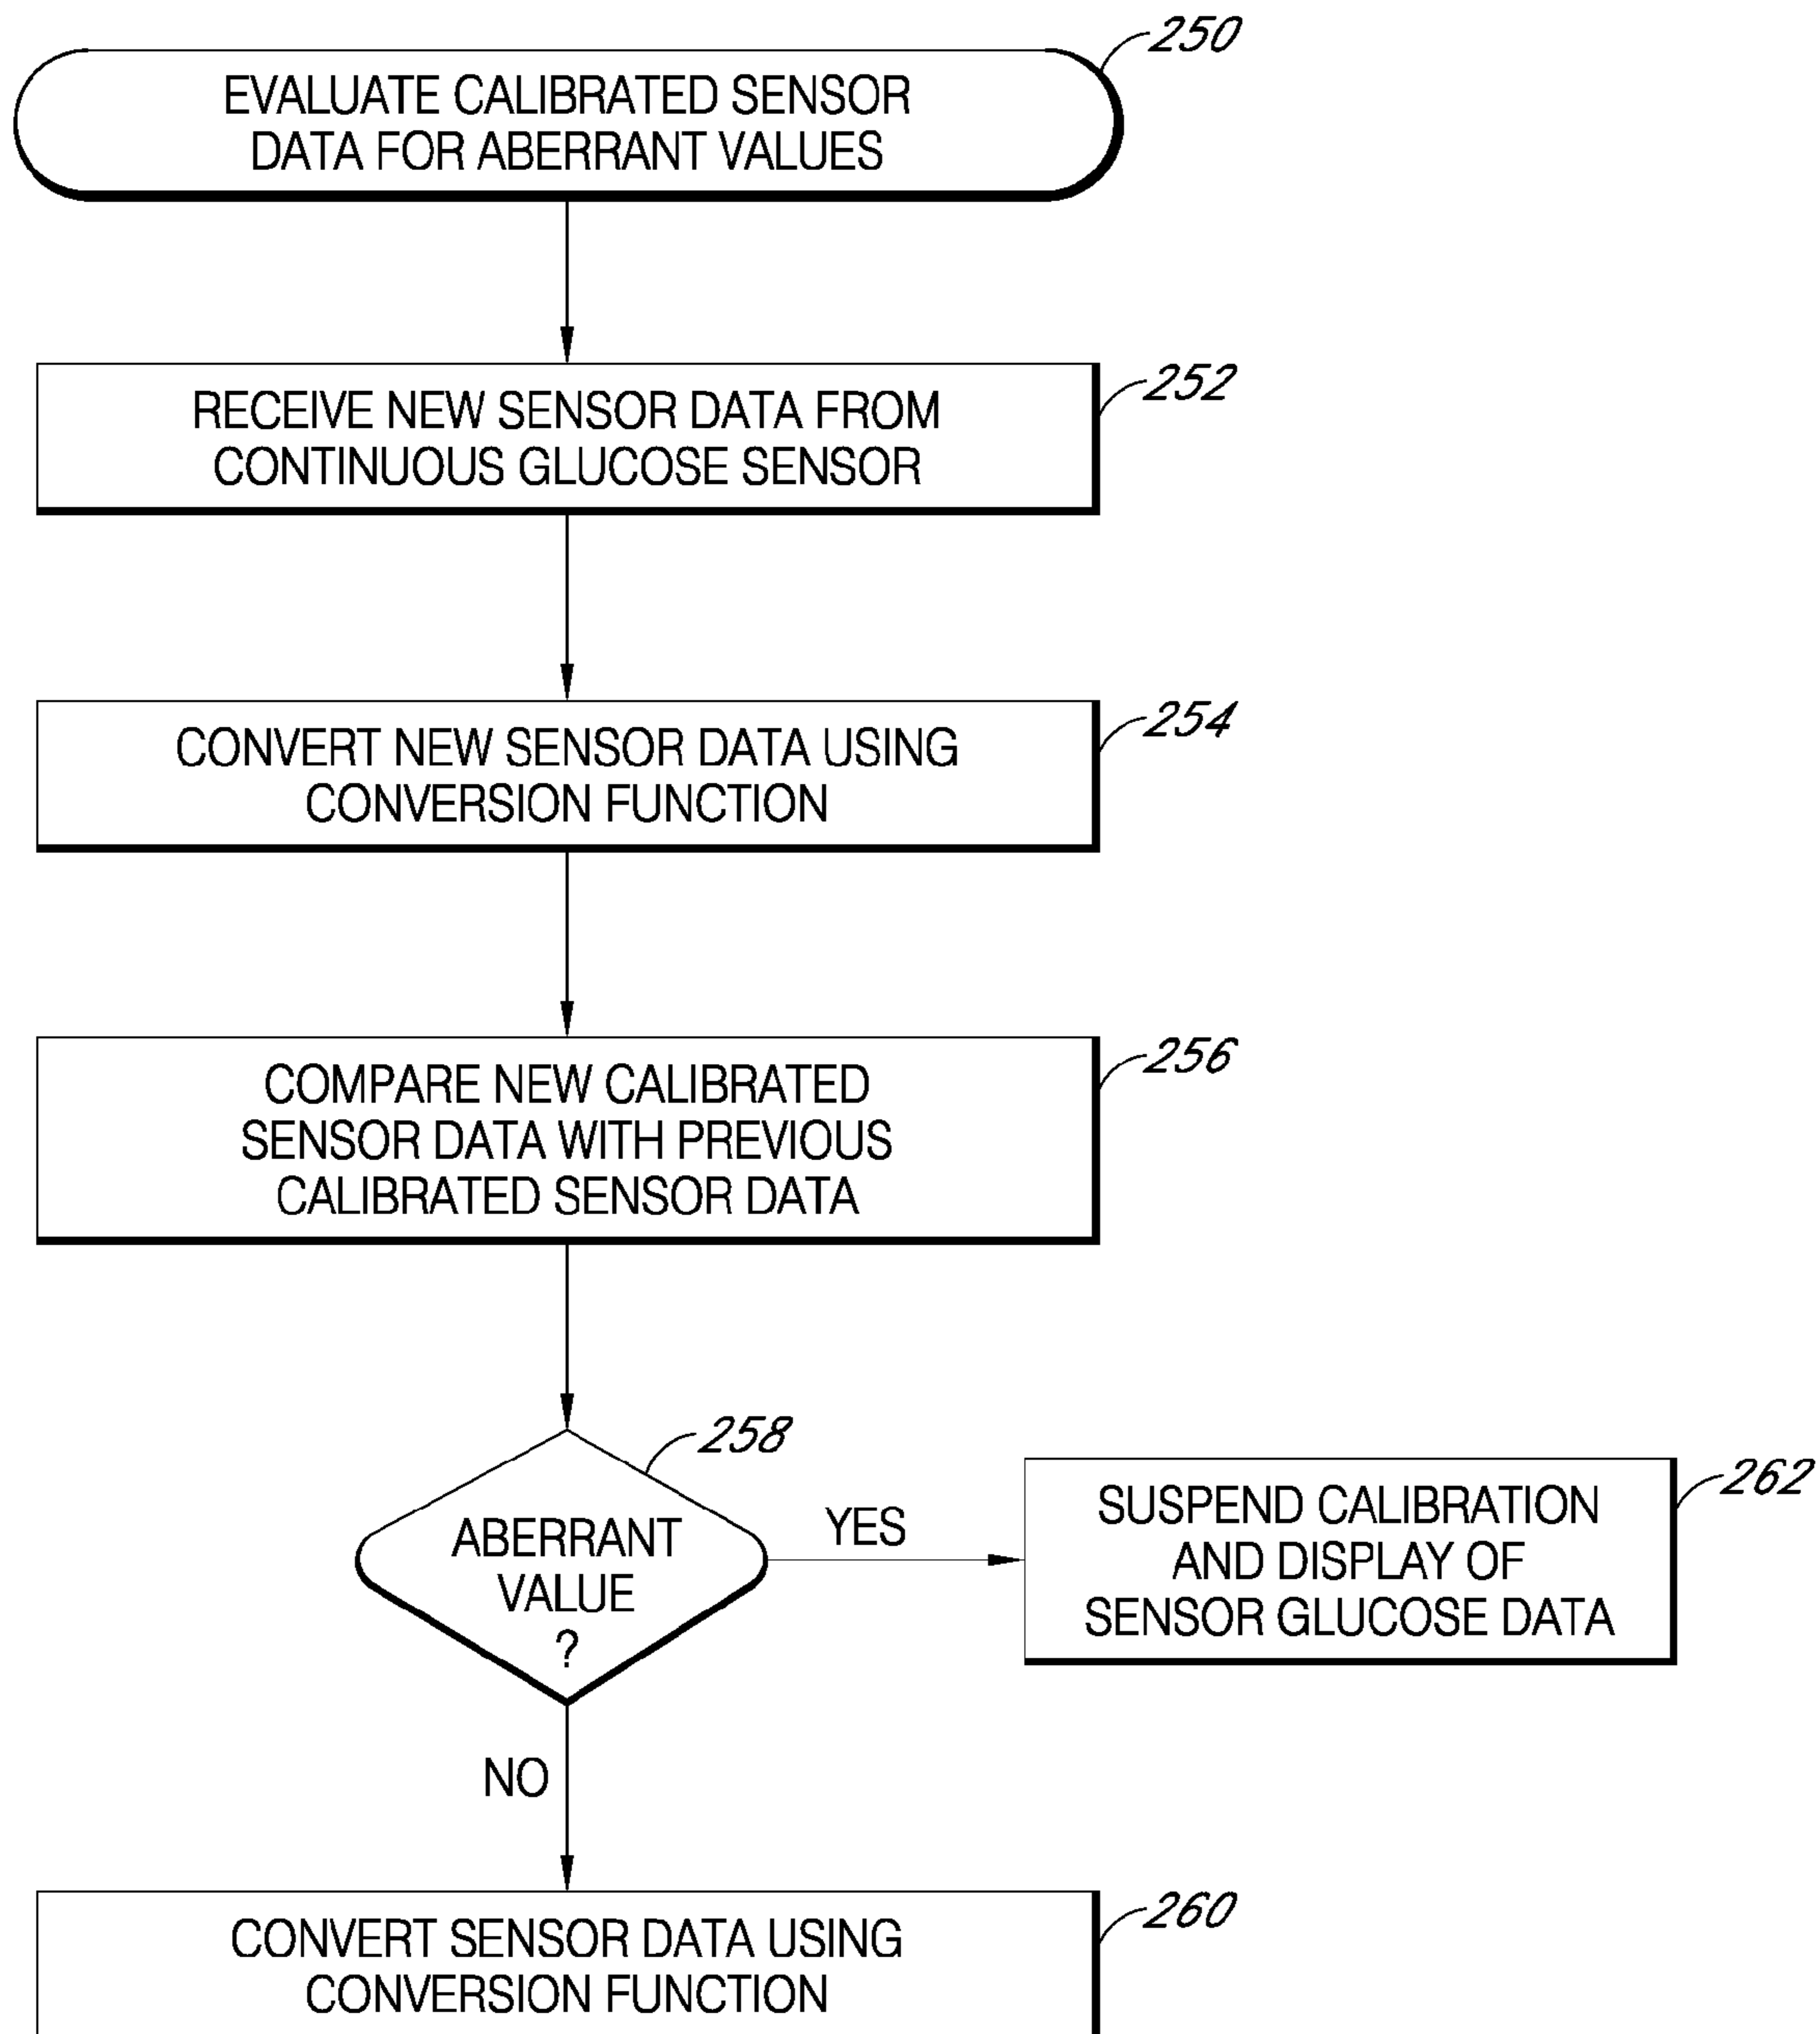 250
EVALUATE CALIBRATED SENSOR
DATA FOR ABERRANT VALUES
252
RECEIVE NEW SENSOR DATA FROM
CONTINUOUS GLUCOSE SENSOR
254
CONVERT NEW SENSOR DATA USING
CONVERSION FUNCTION
256
COMPARE NEW CALIBRATED
SENSOR DATA WITH PREVIOUS
CALIBRATED SENSOR DATA
258
ABERRANT
VALUE
?
YES
262
SUSPEND CALIBRATION
AND DISPLAY OF
SENSOR GLUCOSE DATA
NO
260
CONVERT SENSOR DATA USING
CONVERSION FUNCTION